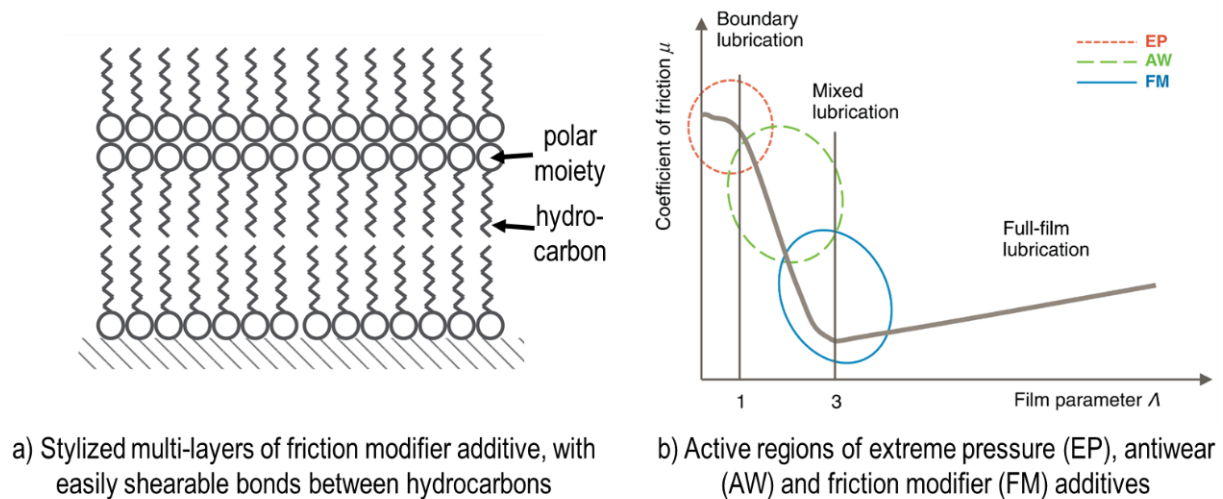 polar
moiety
hydro-
carbon
a) Stylized multi-layers of friction modifier additive, with
easily shearable bonds between hydrocarbons
Boundary
lubrication
EP
AW
FM
Mixed
lubrication
Full-film
lubrication
Coefficient of friction μ
1
3
Film parameter Λ
b) Active regions of extreme pressure (EP), antiwear
(AW) and friction modifier (FM) additives